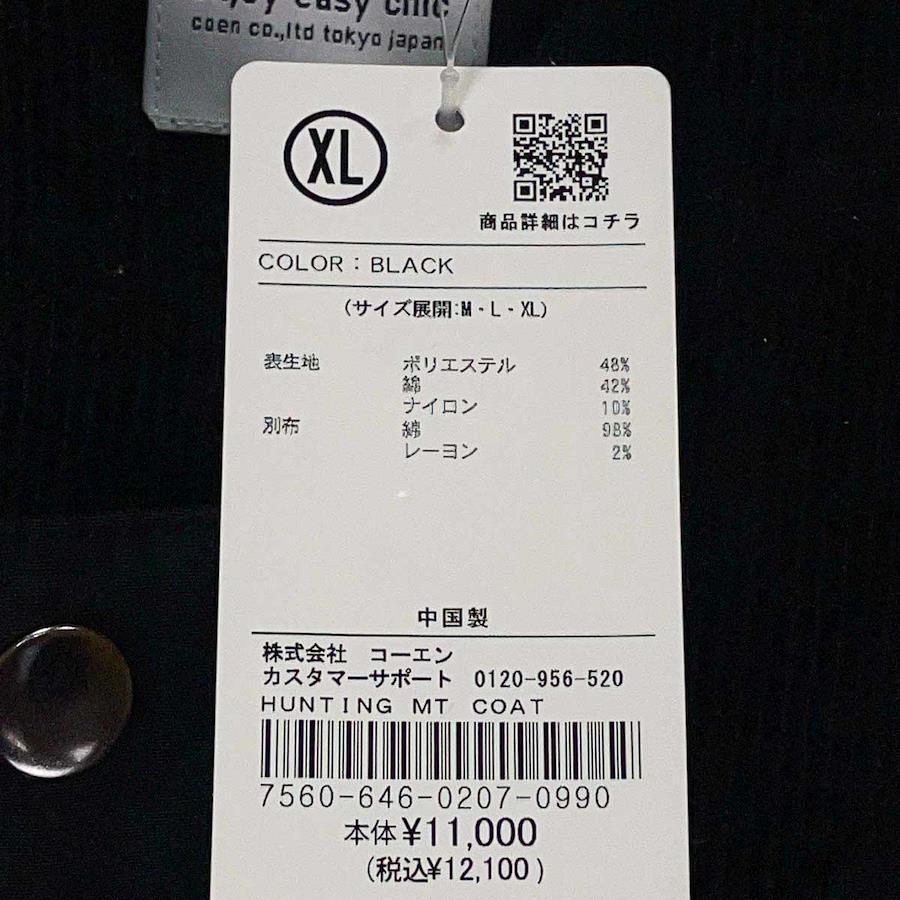 easy chic
coen co.,ltd tokyo japan
XL
商品詳細はコチラ
COLOR：BLACK
(サイズ展開:M・L・XL)
表生地 ポリエステル 48%
綿 42%
ナイロン 10%
別布 綿 98%
レーヨン 2%
中国製
株式会社 コーエン
カスタマーサポート 0120-956-520
HUNTING MT COAT
7560-646-0207-0990
本体¥11,000
(税込¥12,100)